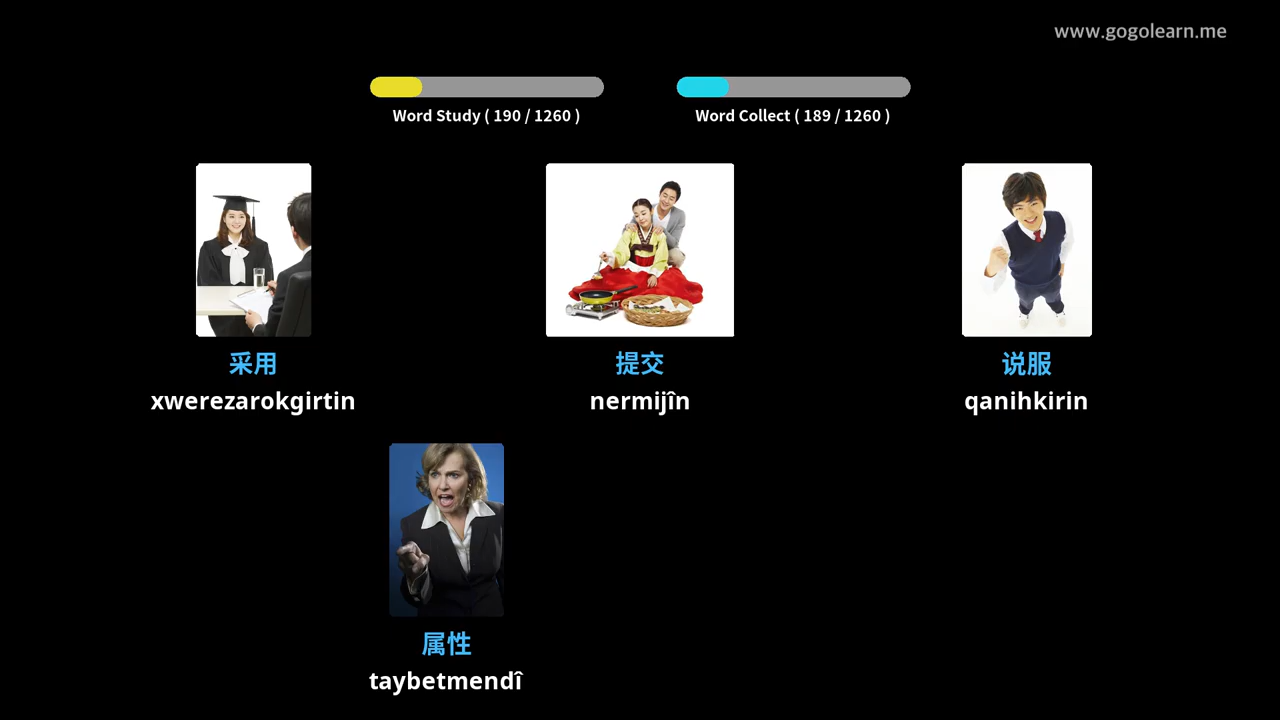 www.gogolearn.me
Word Study ( 190 / 1260 )
Word Collect ( 189 / 1260 )
采用
xwerezarokgirtin
提交
nermijîn
说服
qanihkirin
属性
taybetmendî